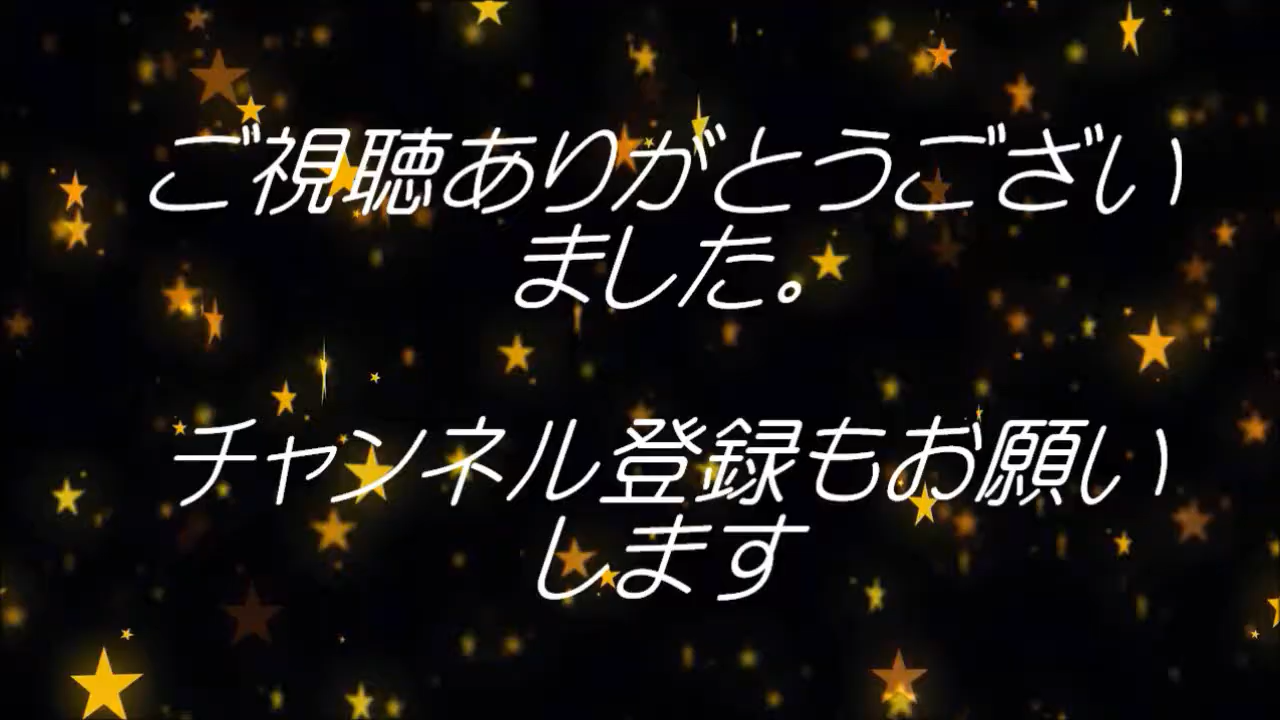 ご視聴ありがとうござい
ました。
チャンネル登録もお願い
します